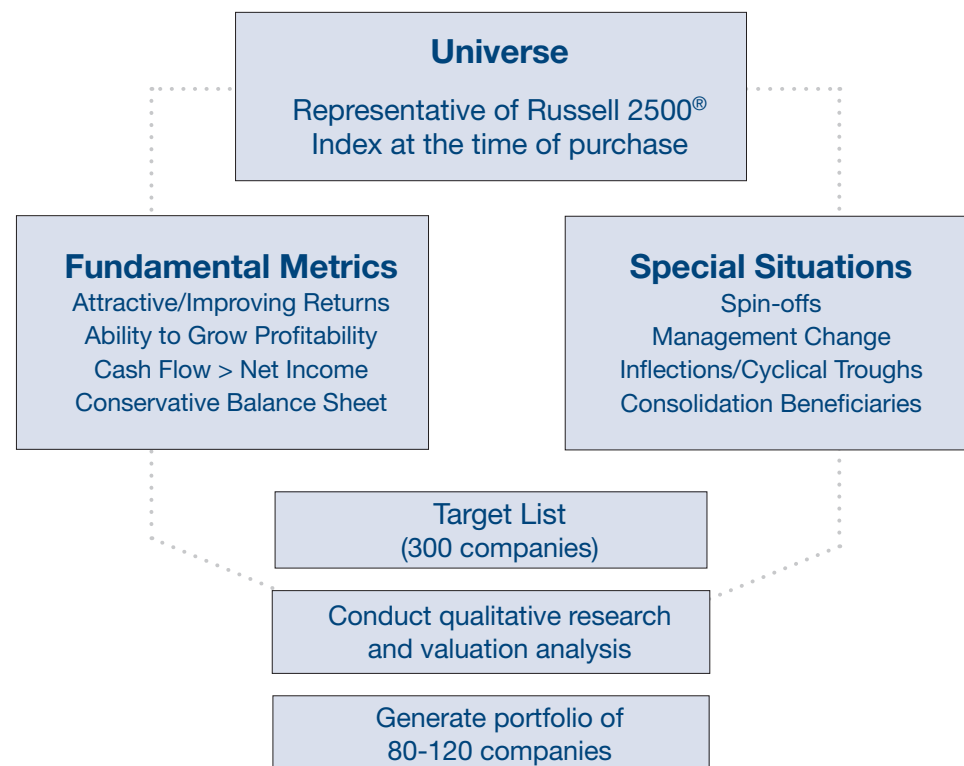 Universe
Representative of Russell 2500®
Index at the time of purchase
Fundamental Metrics
Attractive/Improving Returns
Ability to Grow Profitability
Cash Flow > Net Income
Conservative Balance Sheet
Special Situations
Spin-offs
Management Change
Inflections/Cyclical Troughs
Consolidation Beneficiaries
Target List
(300 companies)
Conduct qualitative research
and valuation analysis
Generate portfolio of
80-120 companies